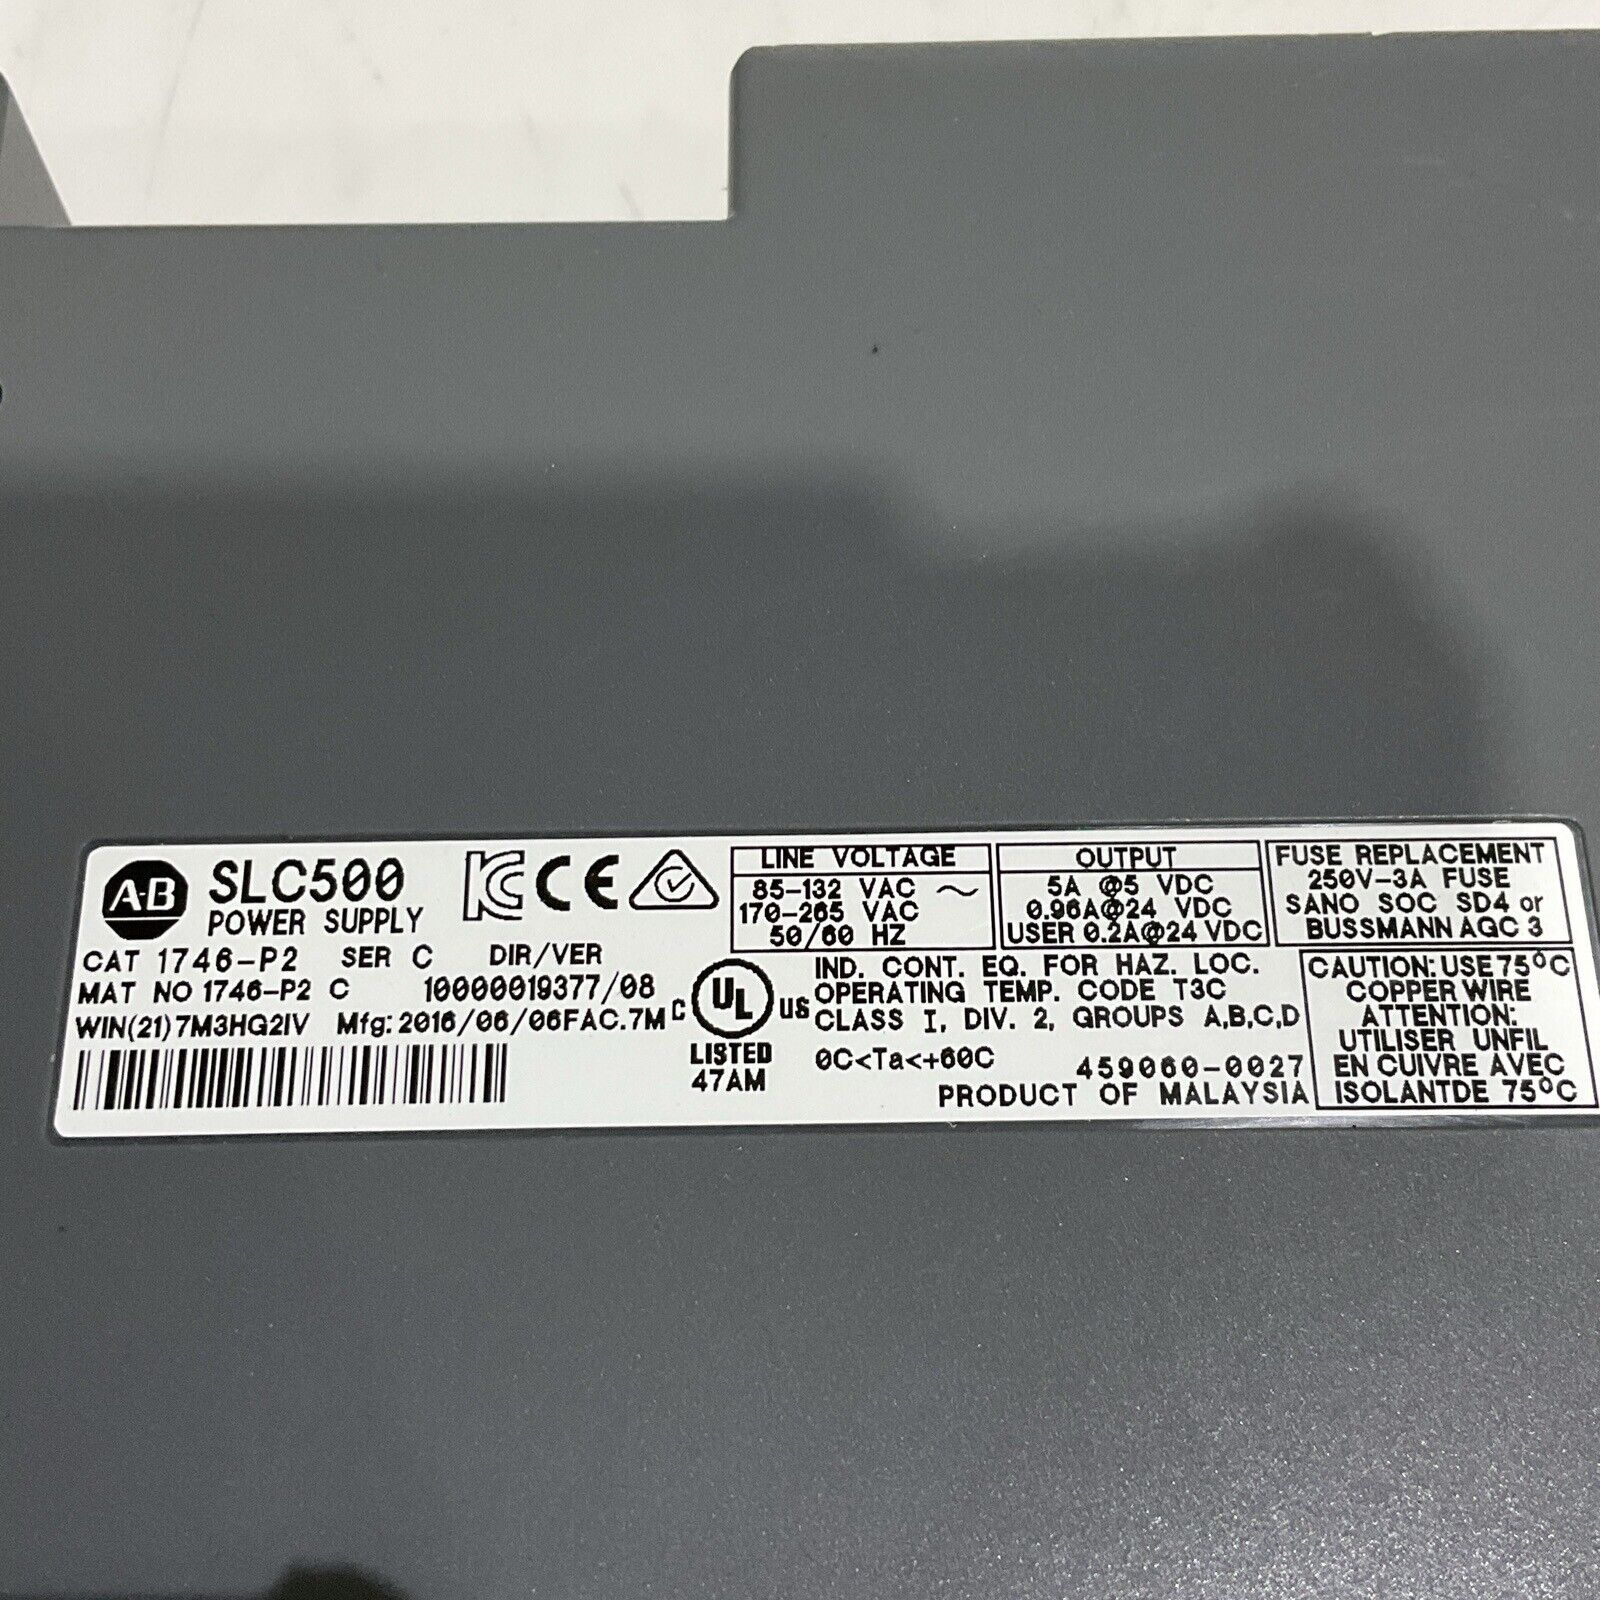 A-B
SLC500
POWER SUPPLY
CAT 1746-P2 SER C DIR/VER
MAT NO 1746-P2 C 10000019377/08
WIN(21)7M3HG2IV Mfg:2016/06/06FAC.7M
C UL US
LISTED
47AM
LINE VOLTAGE
85-132 VAC ~
170-265 VAC
50/60 HZ
OUTPUT
5A @5 VDC
0.96A@24 VDC
USER 0.2A@24 VDC
FUSE REPLACEMENT
250V-3A FUSE
SANO SOC SD4 or
BUSSMANN AGC 3
IND. CONT. EQ. FOR HAZ. LOC.
OPERATING TEMP. CODE T3C
CLASS I, DIV. 2, GROUPS A,B,C,D
0C<Ta<+60C
459060-0027
PRODUCT OF MALAYSIA
CAUTION: USE 75°C
COPPER WIRE
ATTENTION:
UTILISER UNFIL
EN CUIVRE AVEC
ISOLANTDE 75°C